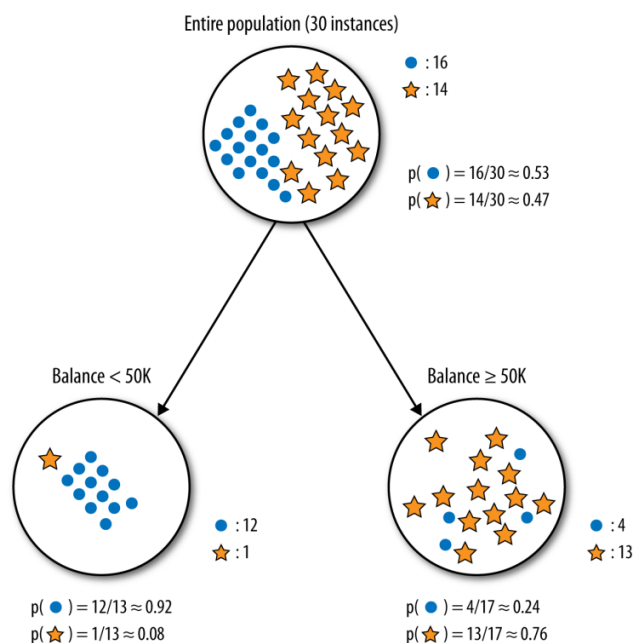 Entire population (30 instances)
: 16
: 14
p( ) = 16/30 ≈ 0.53
p( ) = 14/30 ≈ 0.47
Balance < 50K
Balance ≥ 50K
: 12
: 1
: 4
: 13
p( ) = 12/13 ≈ 0.92
p( ) = 1/13 ≈ 0.08
p( ) = 4/17 ≈ 0.24
p( ) = 13/17 ≈ 0.76